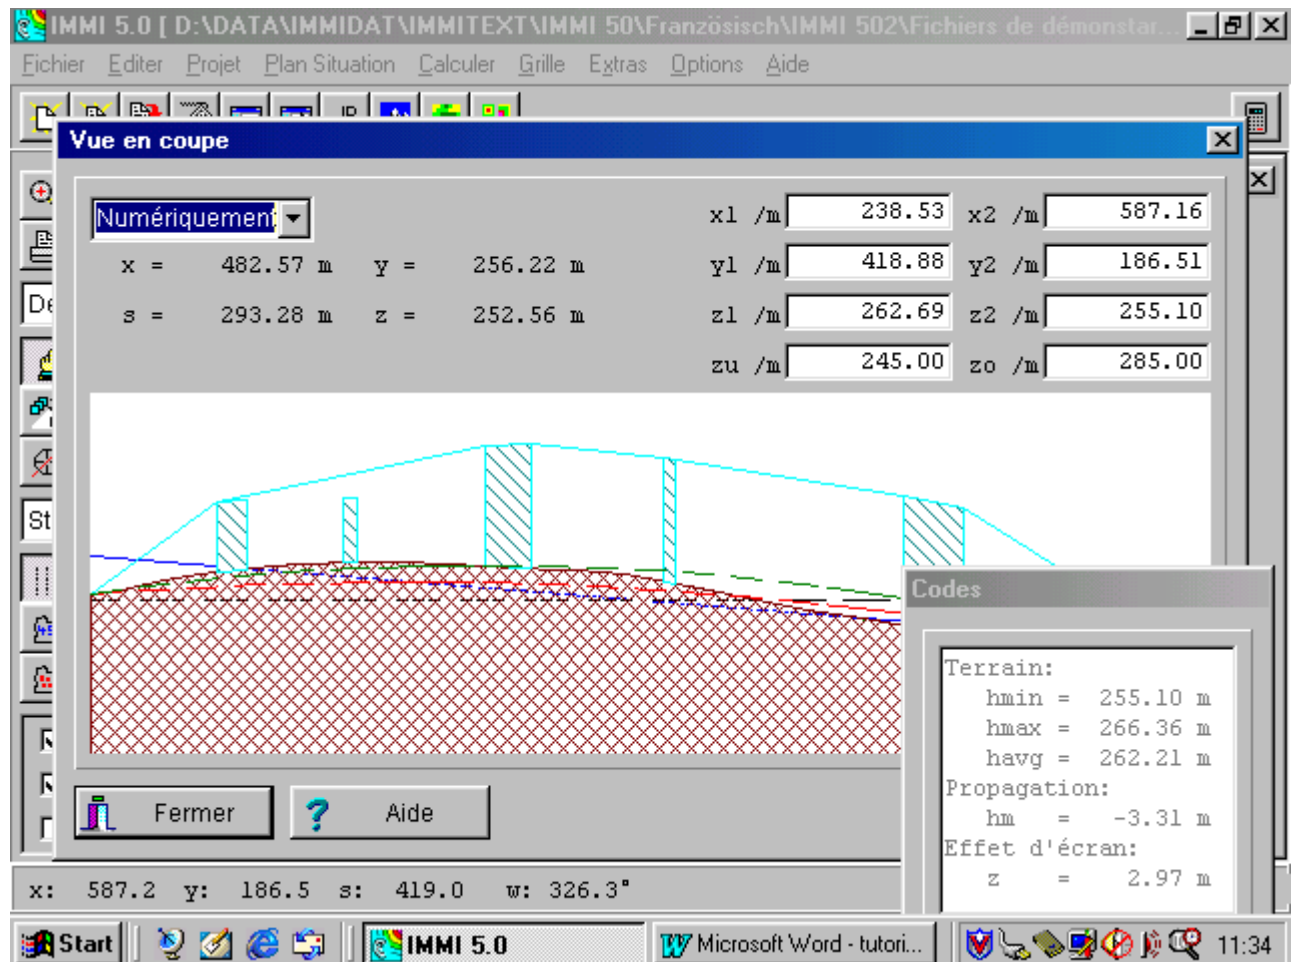 IMMI 5.0 [ D:\DATA\IMMIDAT\IMMITEXT\IMMI 50\Französisch\IMMI 502\Fichiers de démonstar...
Fichier Editer Projet Plan Situation Calculer Grille Extras Options Aide
Vue en coupe
Numériquement
x1 /m 238.53 x2 /m 587.16
x = 482.57 m y = 256.22 m
y1 /m 418.88 y2 /m 186.51
s = 293.28 m z = 252.56 m
z1 /m 262.69 z2 /m 255.10
zu /m 245.00 zo /m 285.00
De
St
Codes
Terrain:
hmin = 255.10 m
hmax = 266.36 m
havg = 262.21 m
Propagation:
hm = -3.31 m
Effet d'écran:
z = 2.97 m
Fermer
Aide
x: 587.2 y: 186.5 s: 419.0 w: 326.3°
Start
IMMI 5.0
Microsoft Word - tutori...
11:34